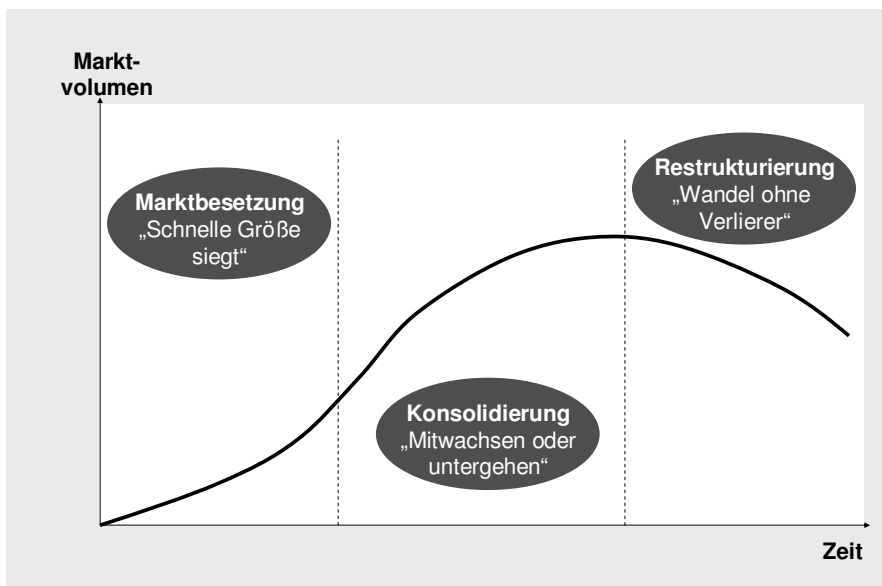 Markt-
volumen
Marktbesetzung
„Schnelle Größe
siegt“
Restrukturierung
„Wandel ohne
Verlierer“
Konsolidierung
„Mitwachsen oder
untergehen“
Zeit